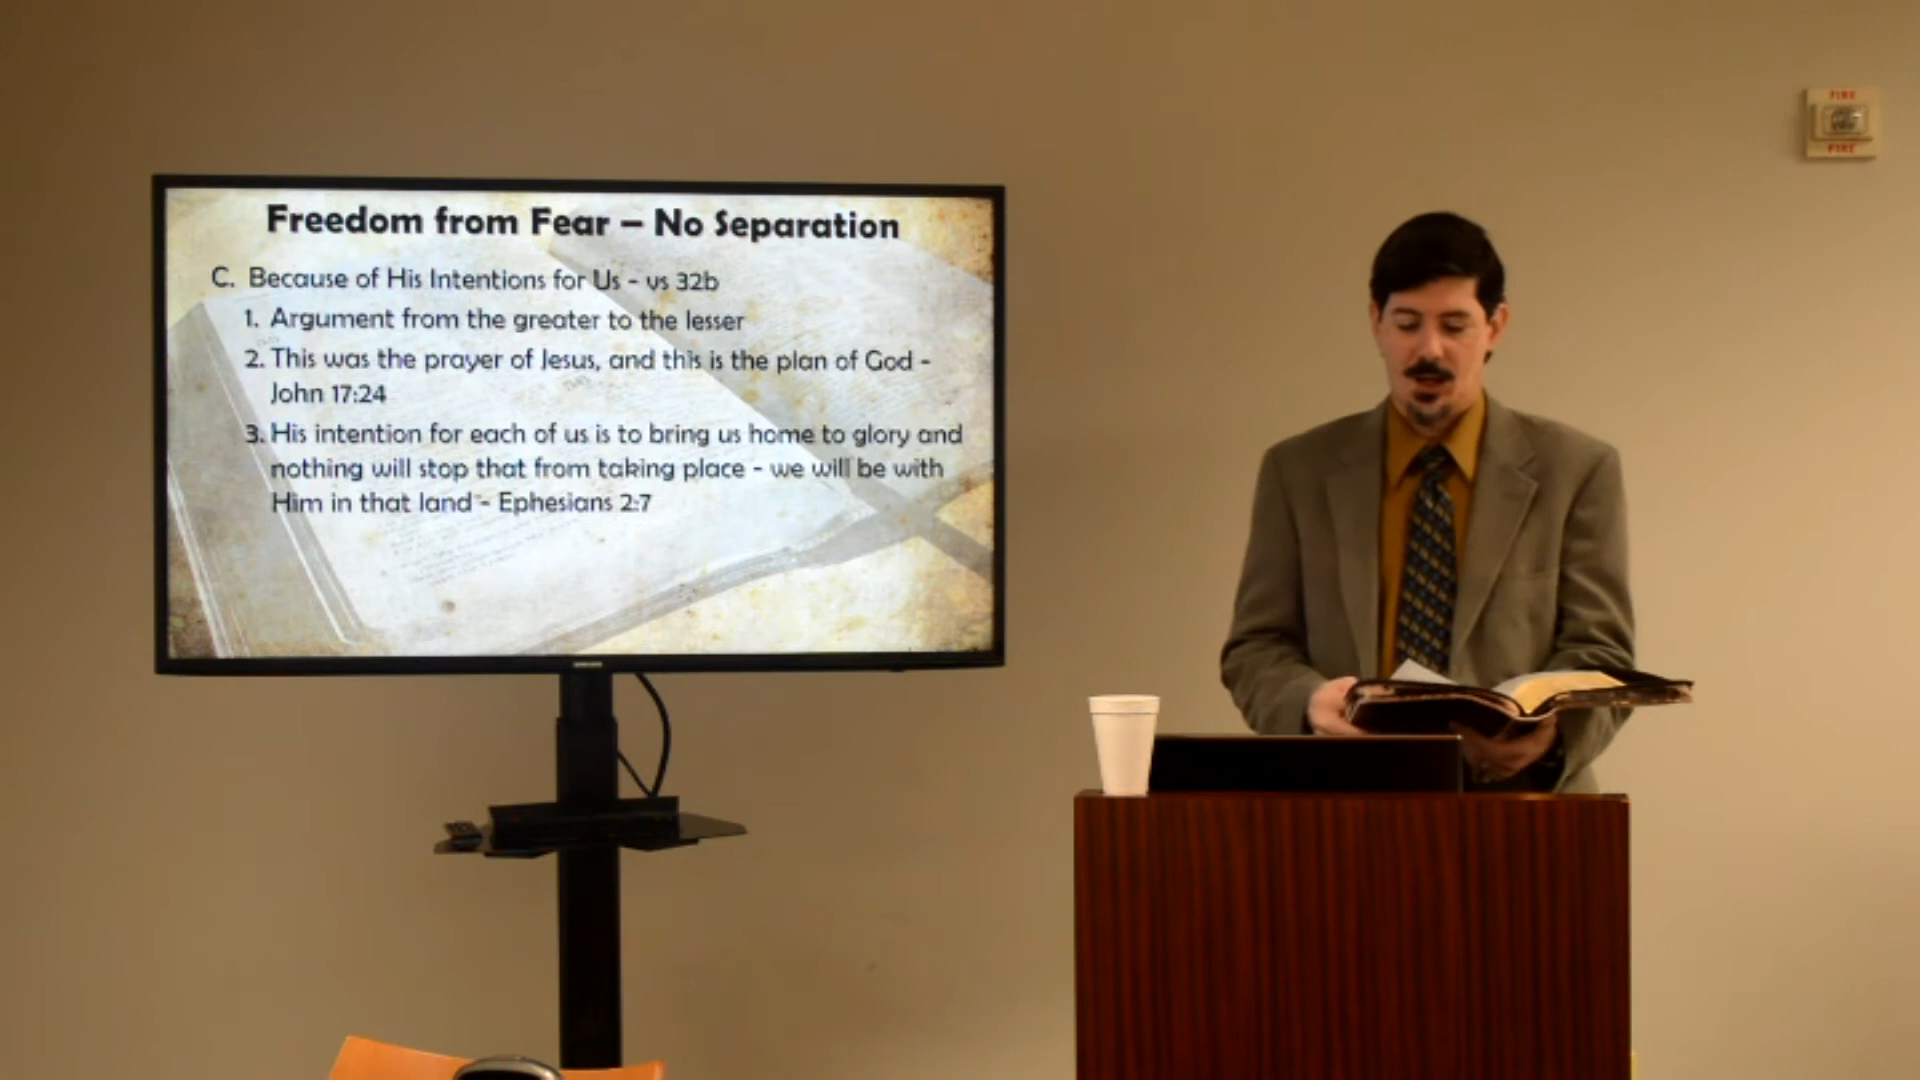 Freedom from Fear – No Separation
C. Because of His Intentions for Us - vs 32b
1. Argument from the greater to the lesser
2. This was the prayer of Jesus, and this is the plan of God -
John 17:24
3. His intention for each of us is to bring us home to glory and
nothing will stop that from taking place - we will be with
Him in that land - Ephesians 2:7
FIRE
FIRE